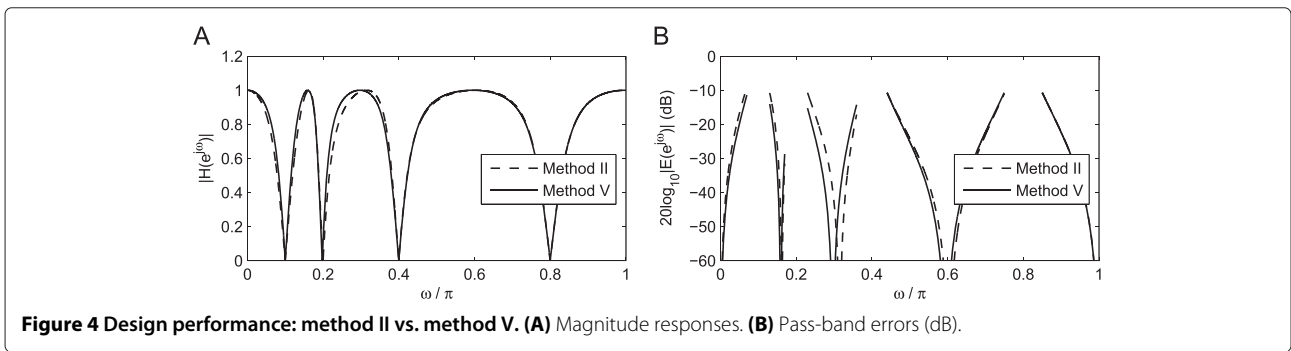 A
1.2
1
0.8
0.6
0.4
0.2
0
0 0.2 0.4 0.6 0.8 1
|H(e^{jω})|
ω / π
Method II
Method V
B
0
−10
−20
−30
−40
−50
−60
0 0.2 0.4 0.6 0.8 1
20log₁₀|E(e^{jω})| (dB)
ω / π
Method II
Method V
Figure 4 Design performance: method II vs. method V. (A) Magnitude responses. (B) Pass-band errors (dB).